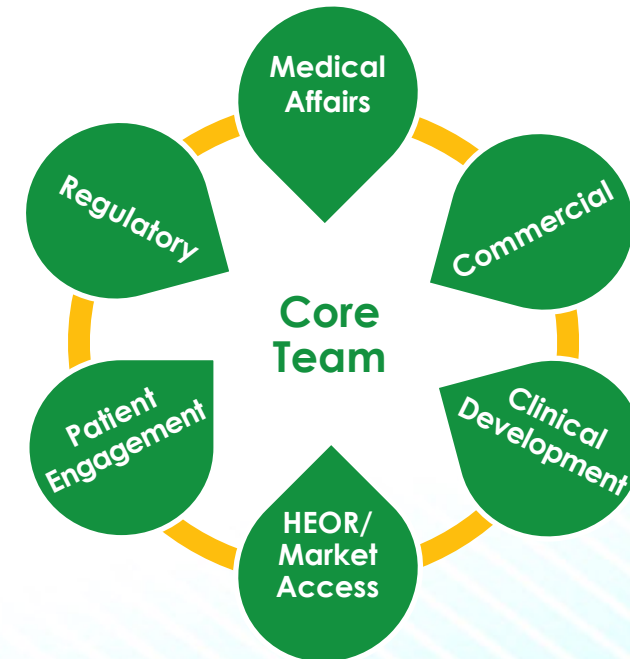 Medical
Affairs
Commercial
Clinical
Development
HEOR/
Market
Access
Patient
Engagement
Regulatory
Core
Team